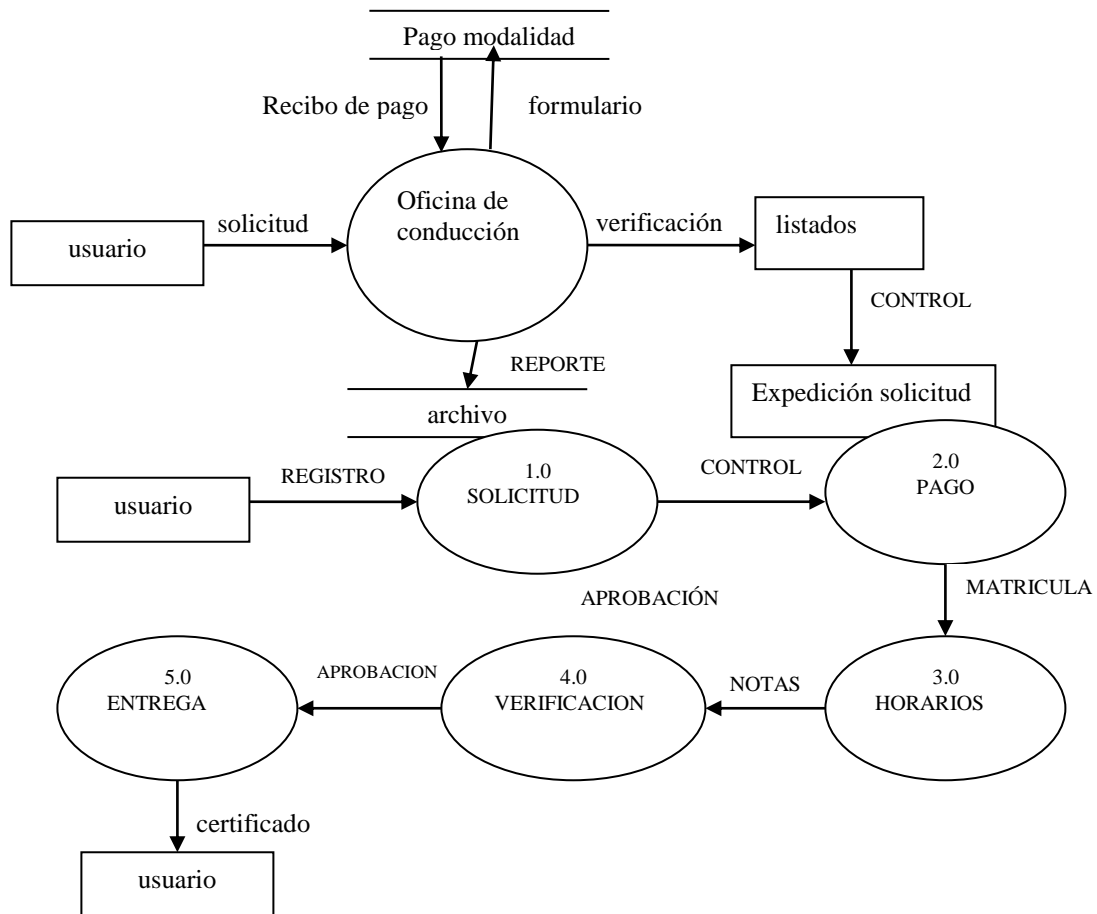 Pago modalidad
Recibo de pago
formulario
Oficina de
conducción
usuario
solicitud
verificación
listados
CONTROL
REPORTE
Expedición solicitud
archivo
usuario
REGISTRO
1.0
SOLICITUD
CONTROL
2.0
PAGO
APROBACIÓN
MATRICULA
5.0
ENTREGA
APROBACION
4.0
VERIFICACION
NOTAS
3.0
HORARIOS
certificado
usuario